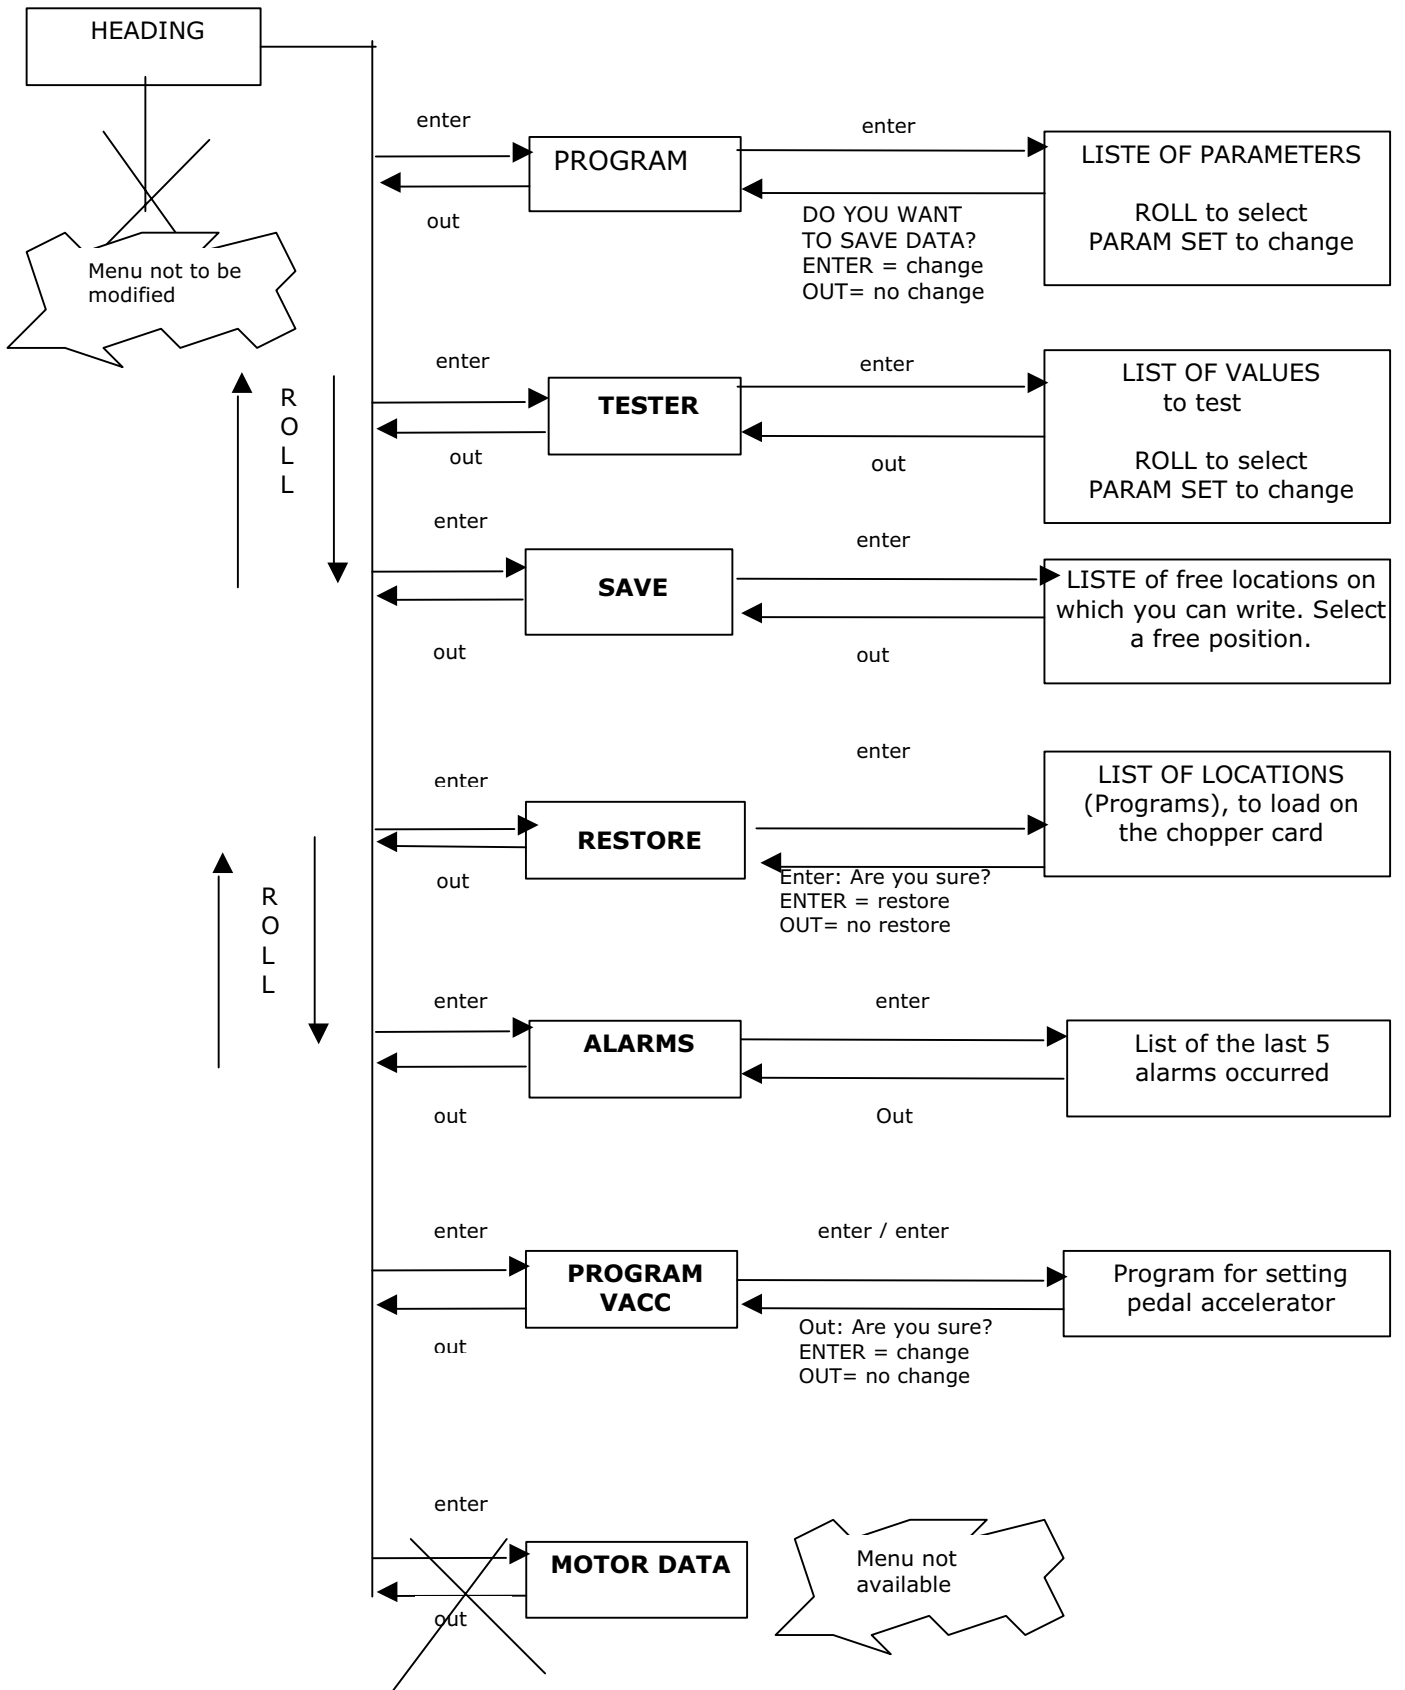 HEADING
enter
enter
PROGRAM
LISTE OF PARAMETERS
ROLL to select
PARAM SET to change
out
DO YOU WANT
TO SAVE DATA?
ENTER = change
OUT= no change
Menu not to be
modified
R
O
L
L
enter
enter
TESTER
LIST OF VALUES
to test
ROLL to select
PARAM SET to change
out
out
enter
enter
SAVE
LISTE of free locations on
which you can write. Select
a free position.
out
out
enter
enter
RESTORE
LIST OF LOCATIONS
(Programs), to load on
the chopper card
out
Enter: Are you sure?
ENTER = restore
OUT= no restore
R
O
L
L
enter
enter
ALARMS
List of the last 5
alarms occurred
out
Out
enter
enter / enter
PROGRAM
VACC
Program for setting
pedal accelerator
out
Out: Are you sure?
ENTER = change
OUT= no change
enter
MOTOR DATA
Menu not
available
out